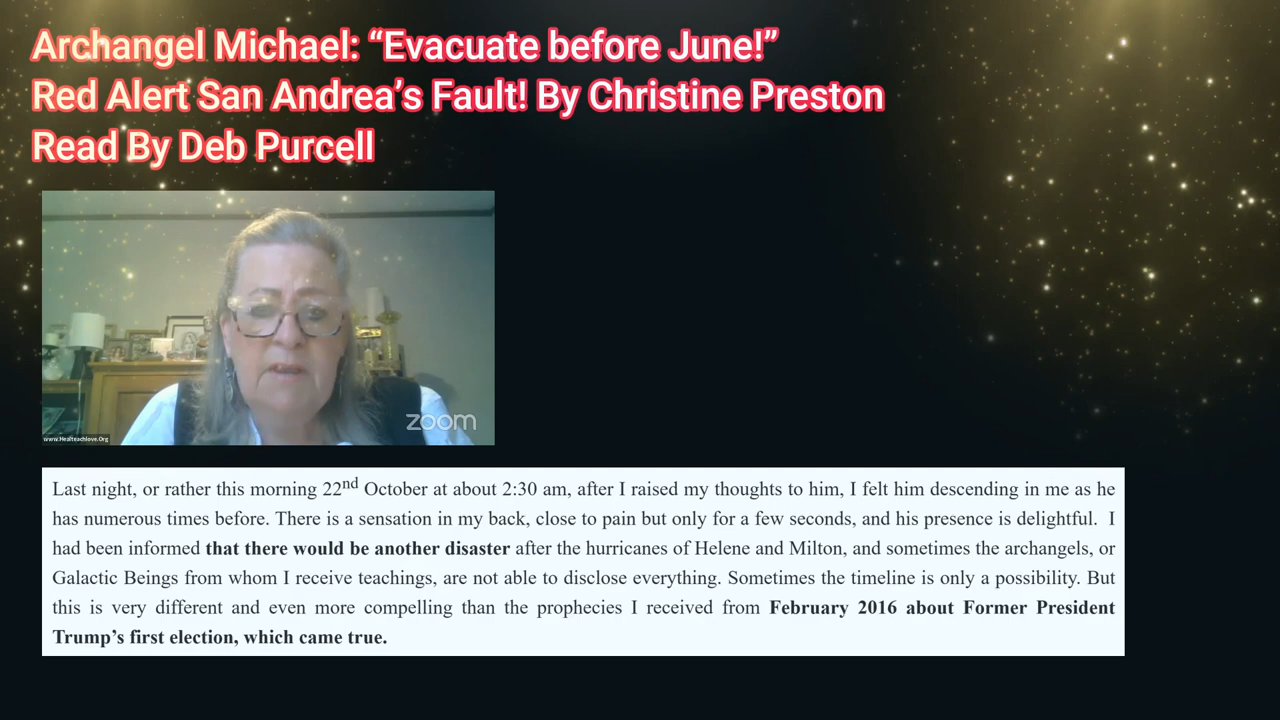 Archangel Michael: “Evacuate before June!”
Red Alert San Andrea’s Fault! By Christine Preston
Read By Deb Purcell
zoom
www.Healteachlove.Org
Last night, or rather this morning 22nd October at about 2:30 am, after I raised my thoughts to him, I felt him descending in me as he
has numerous times before. There is a sensation in my back, close to pain but only for a few seconds, and his presence is delightful. I
had been informed that there would be another disaster after the hurricanes of Helene and Milton, and sometimes the archangels, or
Galactic Beings from whom I receive teachings, are not able to disclose everything. Sometimes the timeline is only a possibility. But
this is very different and even more compelling than the prophecies I received from February 2016 about Former President
Trump’s first election, which came true.